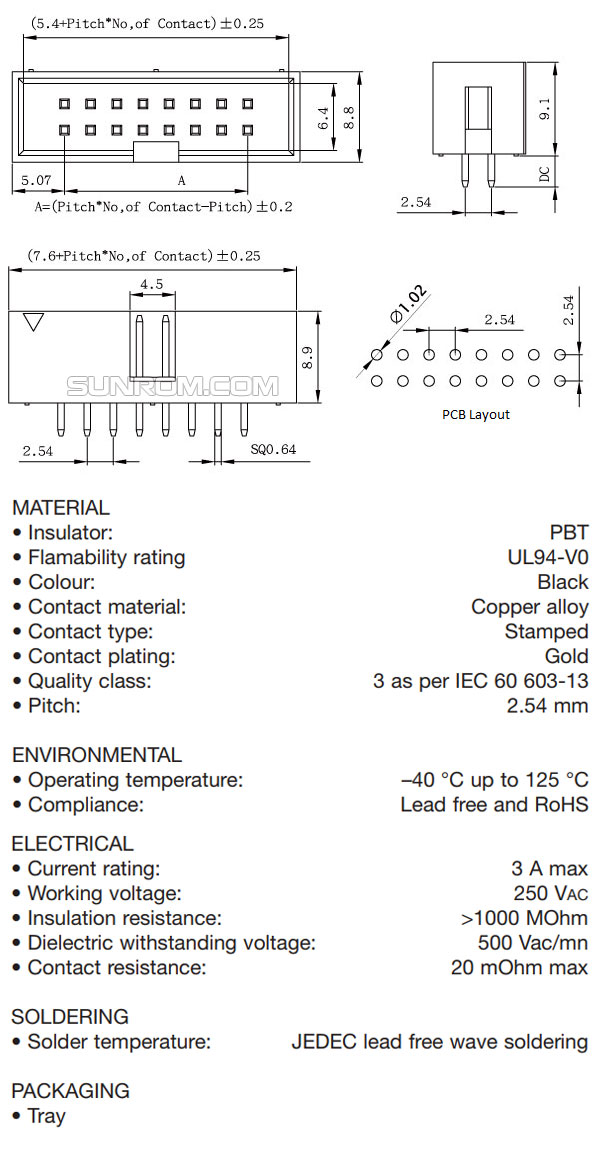 (5.4+Pitch*No,of Contact)±0.25
6.4
8.8
5.07
A
A=(Pitch*No,of Contact-Pitch)±0.2
9.1
DC
2.54
(7.6+Pitch*No,of Contact)±0.25
4.5
8.9
SUNROM.COM
2.54
SQ0.64
Ø1.02
2.54
2.54
PCB Layout
MATERIAL
• Insulator: PBT
• Flamability rating UL94-V0
• Colour: Black
• Contact material: Copper alloy
• Contact type: Stamped
• Contact plating: Gold
• Quality class: 3 as per IEC 60 603-13
• Pitch: 2.54 mm
ENVIRONMENTAL
• Operating temperature: –40 °C up to 125 °C
• Compliance: Lead free and RoHS
ELECTRICAL
• Current rating: 3 A max
• Working voltage: 250 VAC
• Insulation resistance: >1000 MOhm
• Dielectric withstanding voltage: 500 Vac/mn
• Contact resistance: 20 mOhm max
SOLDERING
• Solder temperature: JEDEC lead free wave soldering
PACKAGING
• Tray